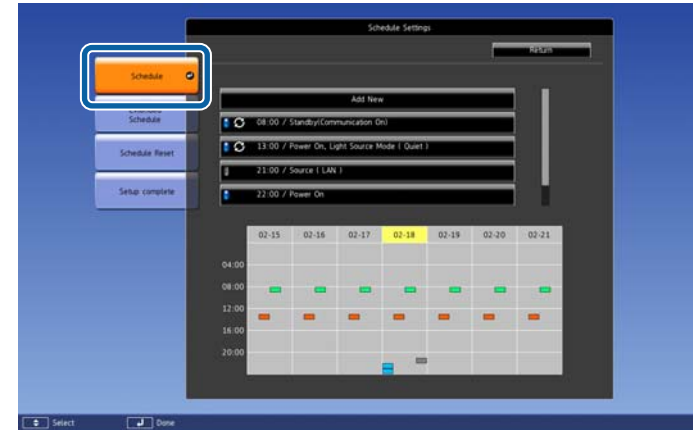 Schedule Settings
Return
Schedule
Schedule
Schedule Reset
Setup complete
Add New
08:00 / Standby(Communication On)
13:00 / Power On, Light Source Mode ( Quiet )
21:00 / Source ( LAN )
22:00 / Power On
02-15 02-16 02-17 02-18 02-19 02-20 02-21
04:00
08:00
12:00
16:00
20:00
Select Done